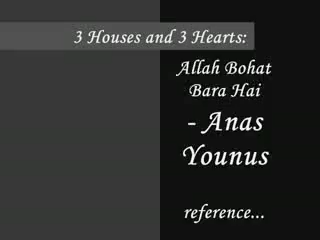 3 Houses and 3 Hearts:
Allah Bohat
Bara Hai
- Anas
Younus
reference...